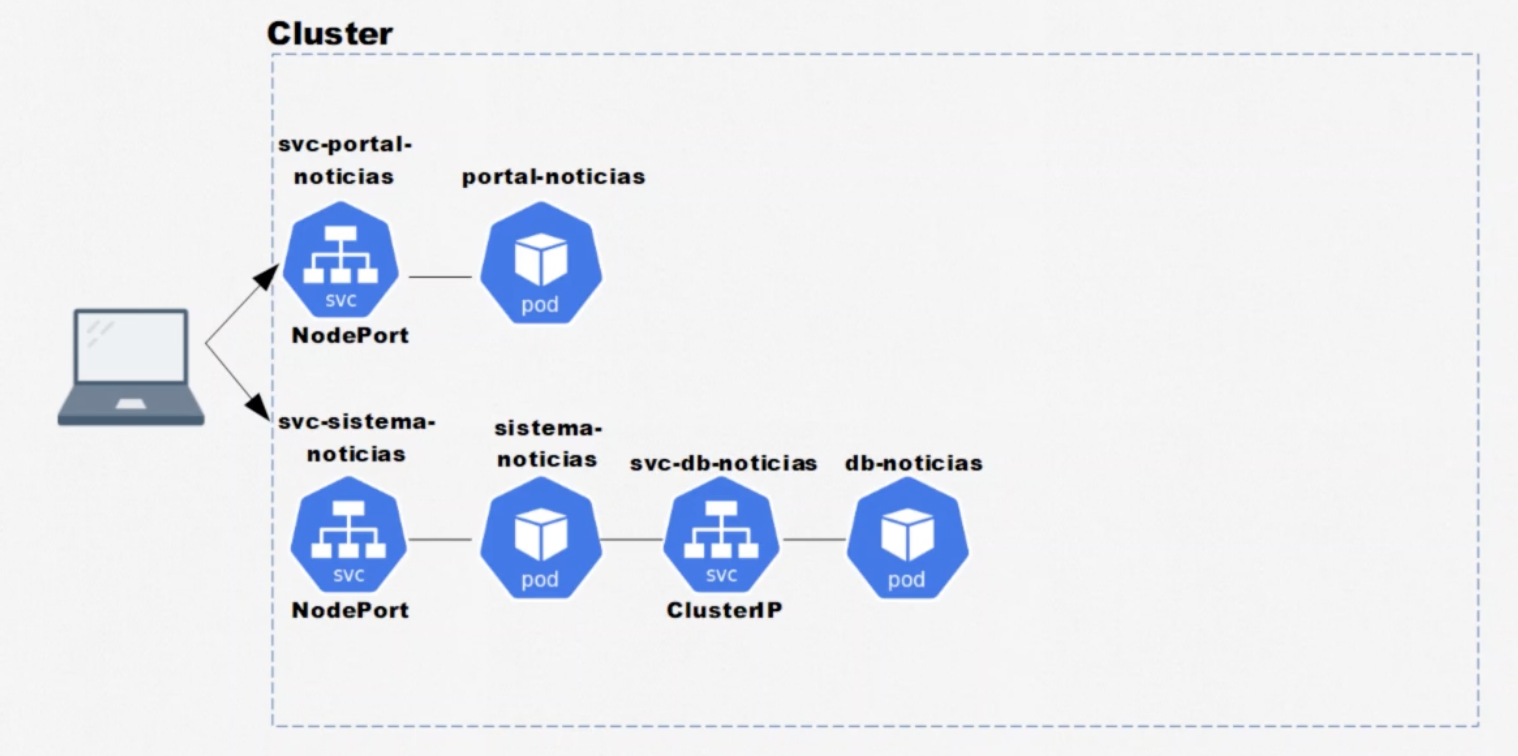 Cluster
svc-portal-
noticias
portal-noticias
svc
pod
NodePort
svc-sistema-
noticias
sistema-
noticias
svc-db-noticias
db-noticias
svc
pod
svc
pod
NodePort
ClusterIP